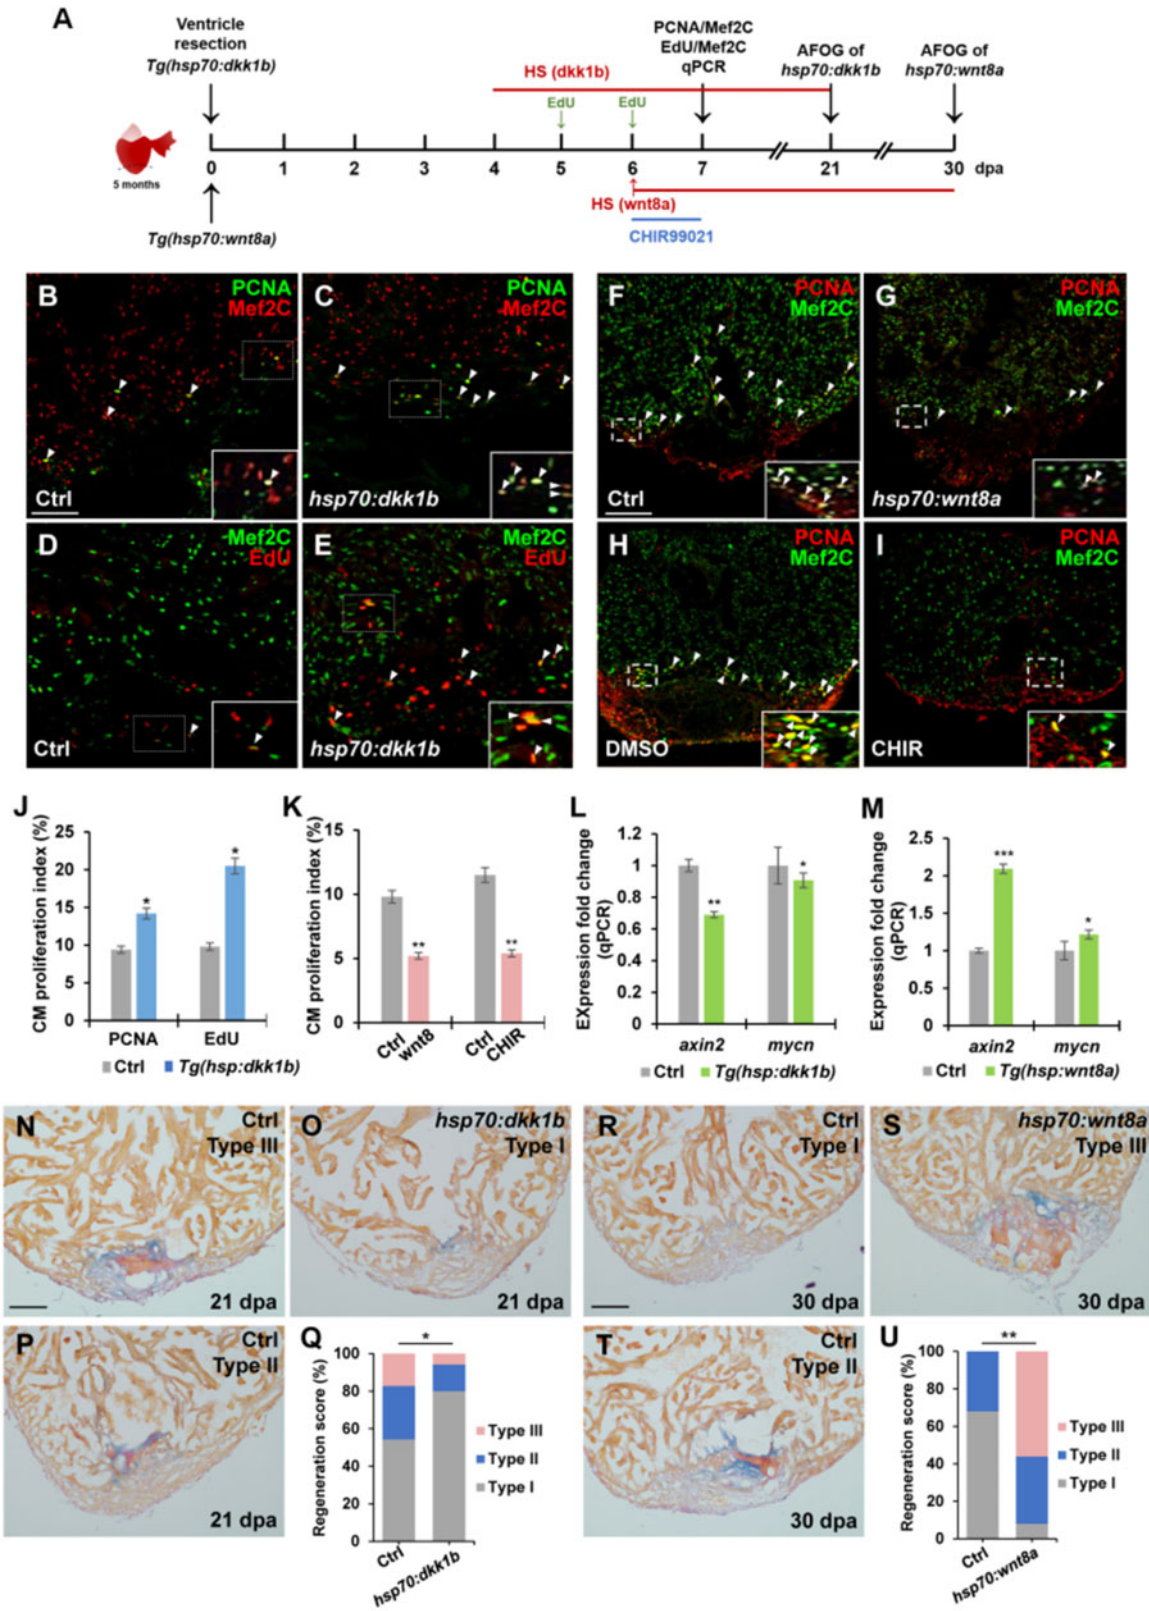 A
Ventricle
resection
Tg(hsp70:dkk1b)
PCNA/Mef2C
EdU/Mef2C
qPCR
AFOG of
hsp70:dkk1b
AFOG of
hsp70:wnt8a
HS (dkk1b)
EdU
EdU
5 months
0 1 2 3 4 5 6 7 21 30 dpa
HS (wnt8a)
CHIR99021
Tg(hsp70:wnt8a)
B
PCNA
Mef2C
Ctrl
C
PCNA
Mef2C
hsp70:dkk1b
F
PCNA
Mef2C
Ctrl
G
PCNA
Mef2C
hsp70:wnt8a
D
Mef2C
EdU
Ctrl
E
Mef2C
EdU
hsp70:dkk1b
H
PCNA
Mef2C
DMSO
I
PCNA
Mef2C
CHIR
J
CM proliferation index (%)
25
20
15
10
5
0
*
*
PCNA EdU
Ctrl Tg(hsp:dkk1b)
K
CM proliferation index (%)
15
10
5
0
**
**
Ctrl wnt8 Ctrl CHIR
L
EXpression fold change
(qPCR)
1.2
1
0.8
0.6
0.4
0.2
0
**
*
axin2 mycn
Ctrl Tg(hsp:dkk1b)
M
Expression fold change
(qPCR)
2.5
2
1.5
1
0.5
0
***
*
axin2 mycn
Ctrl Tg(hsp:wnt8a)
N
Ctrl
Type III
21 dpa
O
hsp70:dkk1b
Type I
21 dpa
R
Ctrl
Type I
30 dpa
S
hsp70:wnt8a
Type III
30 dpa
P
Ctrl
Type II
21 dpa
Q
Regeneration score (%)
100
80
60
40
20
0
*
Type III
Type II
Type I
Ctrl
hsp70:dkk1b
T
Ctrl
Type II
30 dpa
U
Regeneration score (%)
100
80
60
40
20
0
**
Type III
Type II
Type I
Ctrl
hsp70:wnt8a